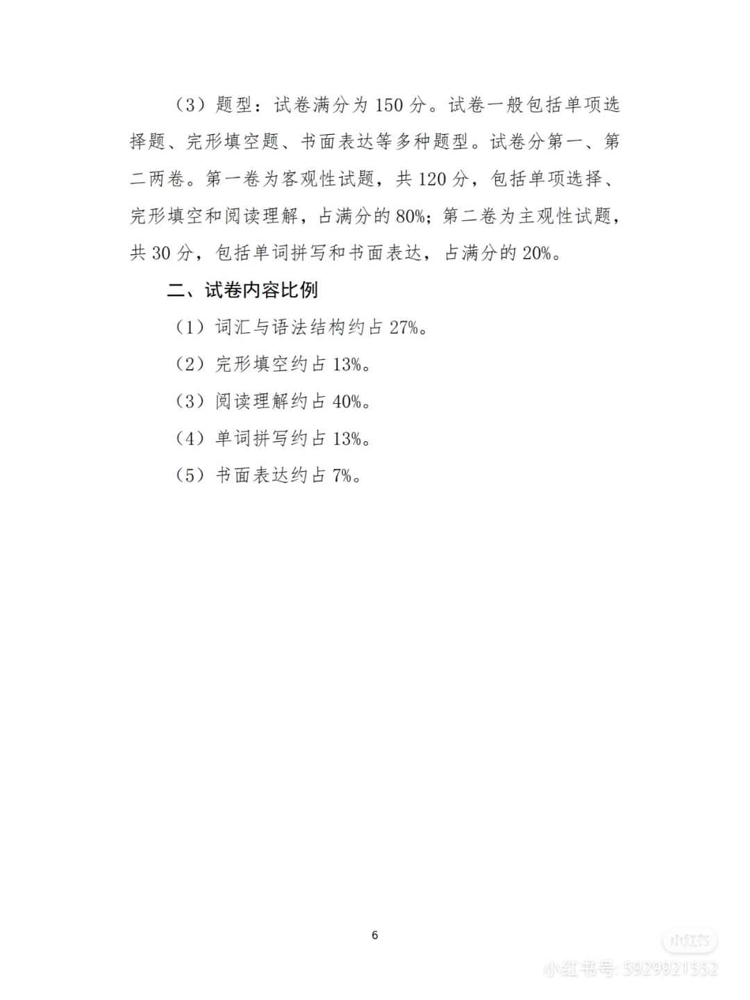 （3）题型：试卷满分为 150 分。试卷一般包括单项选
择题、完形填空题、书面表达等多种题型。试卷分第一、第
二两卷。第一卷为客观性试题，共 120 分，包括单项选择、
完形填空和阅读理解，占满分的 80%；第二卷为主观性试题，
共 30 分，包括单词拼写和书面表达，占满分的 20%。
二、试卷内容比例
（1）词汇与语法结构约占 27%。
（2）完形填空约占 13%。
（3）阅读理解约占 40%。
（4）单词拼写约占 13%。
（5）书面表达约占 7%。
6
小红书
小红书号: 5929921552